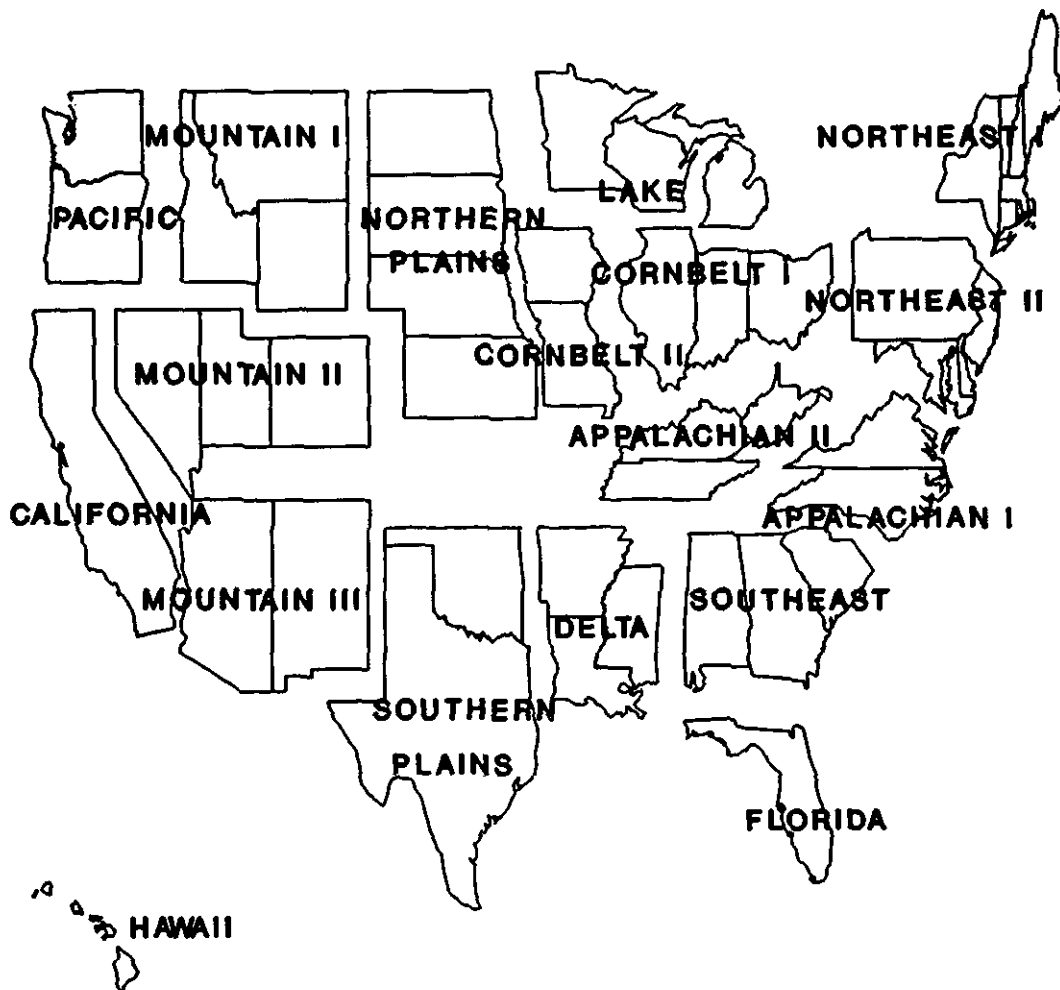 MOUNTAIN I
NORTHEAST I
PACIFIC
NORTHERN
PLAINS
LAKE
CORNBELT I
NORTHEAST II
MOUNTAIN II
CORNBELT II
APPALACHIAN II
CALIFORNIA
APPALACHIAN I
MOUNTAIN III
DELTA
SOUTHEAST
SOUTHERN
PLAINS
FLORIDA
HAWAII